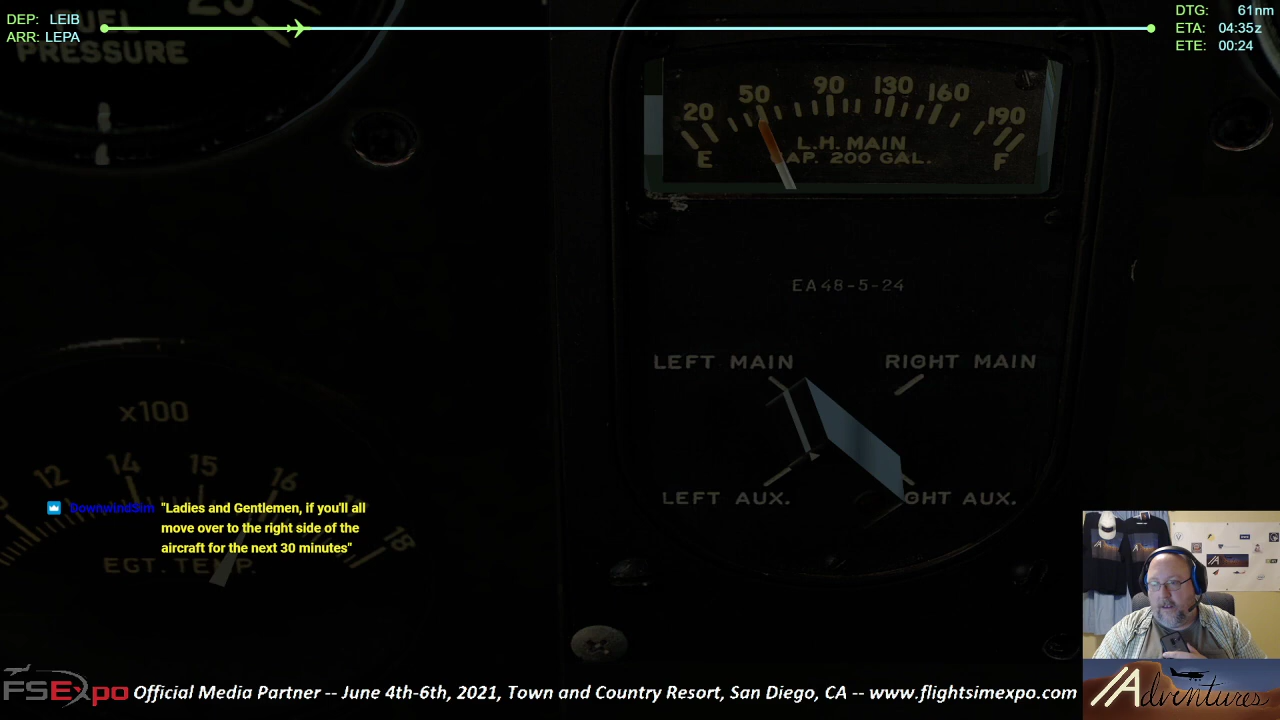 DEP: LEIB
ARR: LEPA
DTG: 61nm
ETA: 04:35z
ETE: 00:24
FUEL
PRESSURE
20 50 90 130 160 190
E L.H. MAIN F
AP. 200 GAL.
EA48-5-24
LEFT MAIN RIGHT MAIN
LEFT AUX. GHT AUX.
x100
12 14 15 16 18
EGT. TEMP.
DownwindSim "Ladies and Gentlemen, if you'll all
move over to the right side of the
aircraft for the next 30 minutes"
FSExpo Official Media Partner -- June 4th-6th, 2021, Town and Country Resort, San Diego, CA -- www.flightsimexpo.com
Adventures